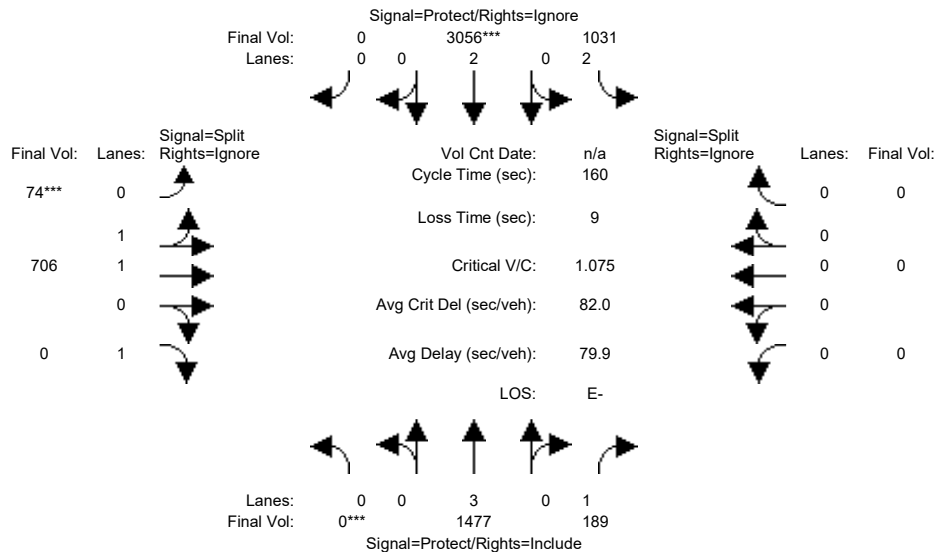 Signal=Protect/Rights=Ignore
Final Vol: 0 3056*** 1031
Lanes: 0 0 2 0 2
Signal=Split Signal=Split
Final Vol: Lanes: Rights=Ignore Vol Cnt Date: n/a Rights=Ignore Lanes: Final Vol:
Cycle Time (sec): 160
74*** 0 0 0
Loss Time (sec): 9
1 0
706 1 Critical V/C: 1.075 0 0
0 Avg Crit Del (sec/veh): 82.0 0
0 1 Avg Delay (sec/veh): 79.9 0 0
LOS: E-
Lanes: 0 0 3 0 1
Final Vol: 0*** 1477 189
Signal=Protect/Rights=Include